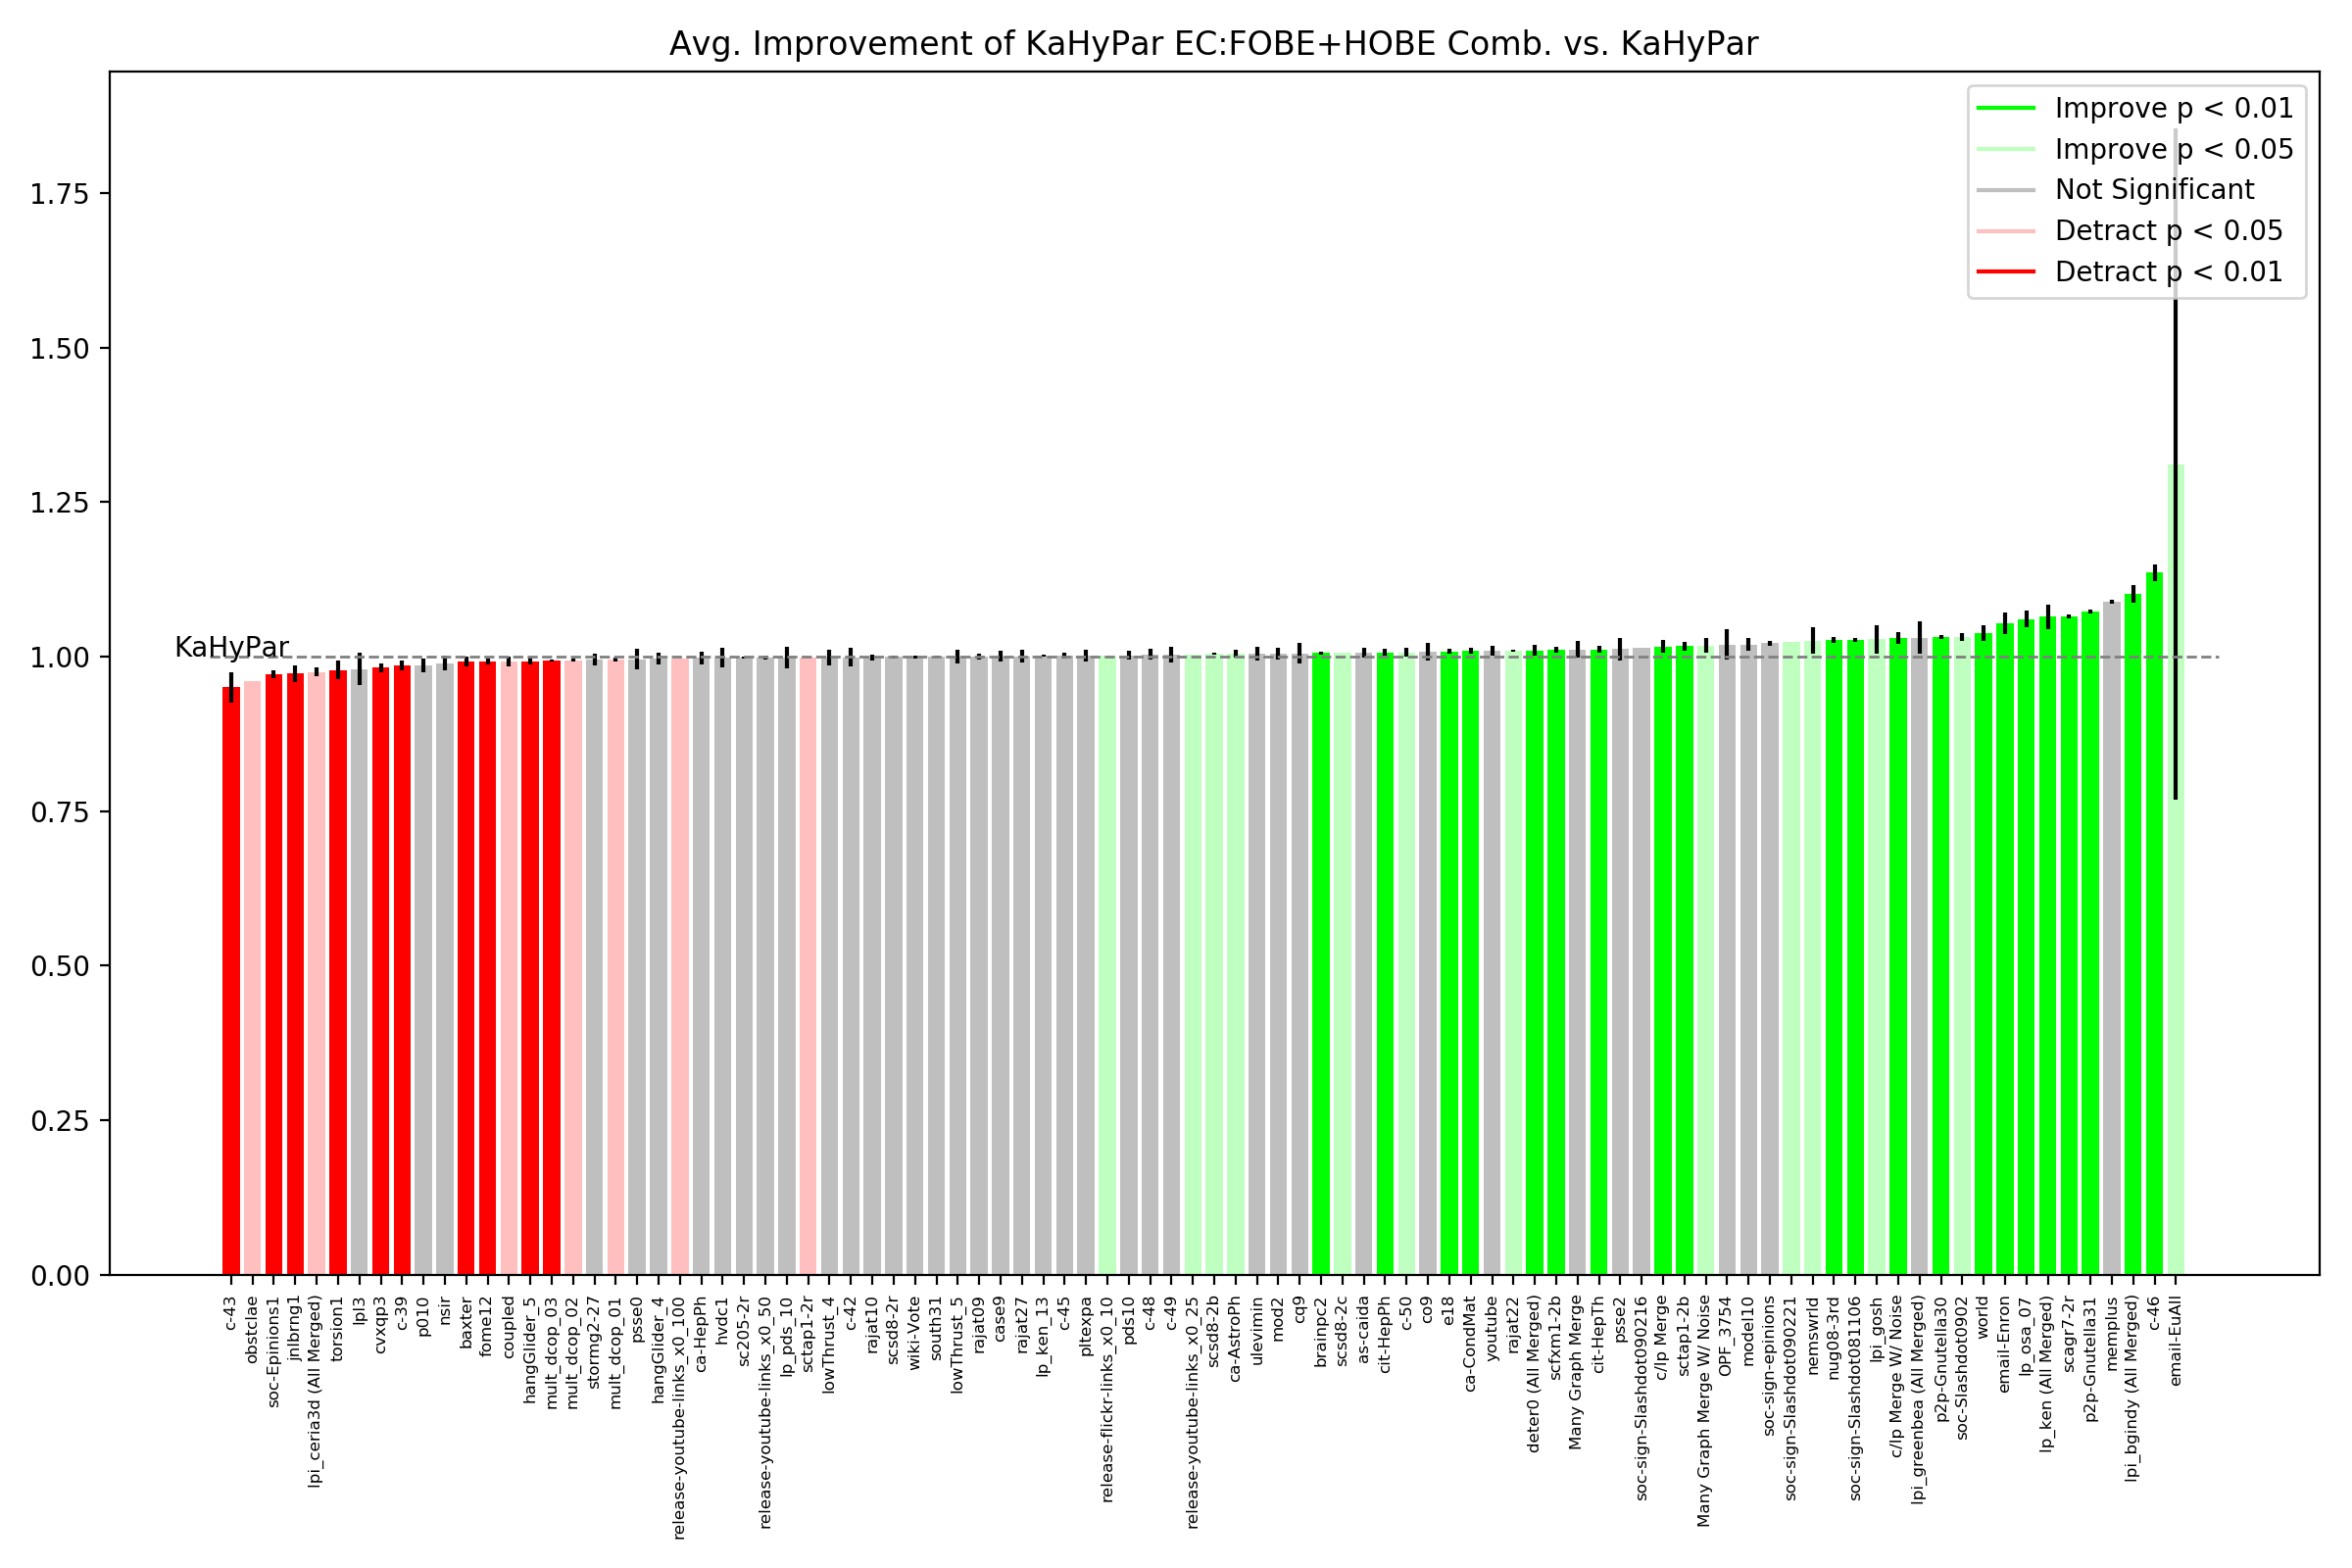 Avg. Improvement of KaHyPar EC:FOBE+HOBE Comb. vs. KaHyPar
Improve p < 0.01
Improve p < 0.05
Not Significant
Detract p < 0.05
Detract p < 0.01
1.75
1.50
1.25
1.00
0.75
0.50
0.25
0.00
KaHyPar
c-43
obstclae
soc-Epinions1
jnlbrng1
lpi_ceria3d (All Merged)
torsion1
lpl3
cvxqp3
c-39
p010
nsir
baxter
fome12
coupled
hangGlider_5
mult_dcop_03
mult_dcop_02
stormg2-27
mult_dcop_01
psse0
hangGlider_4
release-youtube-links_x0_100
ca-HepPh
hvdc1
sc205-2r
release-youtube-links_x0_50
lp_pds_10
sctap1-2r
lowThrust_4
c-42
rajat10
scsd8-2r
wiki-Vote
south31
lowThrust_5
rajat09
case9
rajat27
lp_ken_13
c-45
pltexpa
release-flickr-links_x0_10
pds10
c-48
c-49
release-youtube-links_x0_25
scsd8-2b
ca-AstroPh
ulevimin
mod2
cq9
brainpc2
scsd8-2c
as-caida
cit-HepPh
c-50
co9
e18
ca-CondMat
youtube
rajat22
deter0 (All Merged)
scfxm1-2b
Many Graph Merge
cit-HepTh
psse2
soc-sign-Slashdot090216
c/lp Merge
sctap1-2b
Many Graph Merge W/ Noise
OPF_3754
model10
soc-sign-epinions
soc-sign-Slashdot090221
nemswrld
nug08-3rd
soc-sign-Slashdot081106
lpi_gosh
c/lp Merge W/ Noise
lpi_greenbea (All Merged)
p2p-Gnutella30
soc-Slashdot0902
world
email-Enron
lp_osa_07
lp_ken (All Merged)
scagr7-2r
p2p-Gnutella31
memplus
lpi_bgindy (All Merged)
c-46
email-EuAll